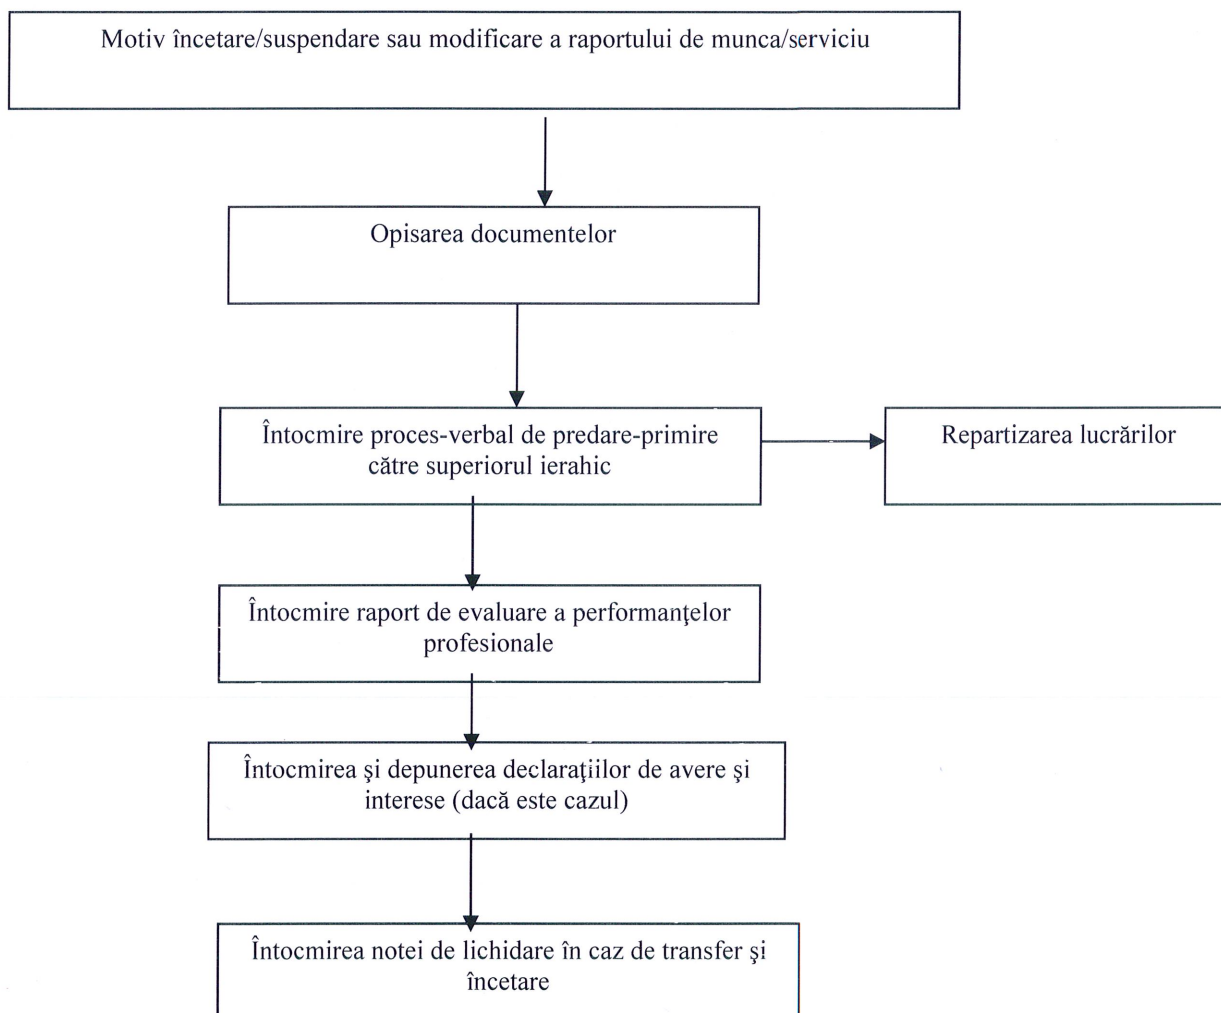 Motiv încetare/suspendare sau modificare a raportului de munca/serviciu
Opisarea documentelor
Întocmire proces-verbal de predare-primire
către superiorul ierahic
Repartizarea lucrărilor
Întocmire raport de evaluare a performanţelor
profesionale
Întocmirea şi depunerea declaraţiilor de avere şi
interese (dacă este cazul)
Întocmirea notei de lichidare în caz de transfer şi
încetare